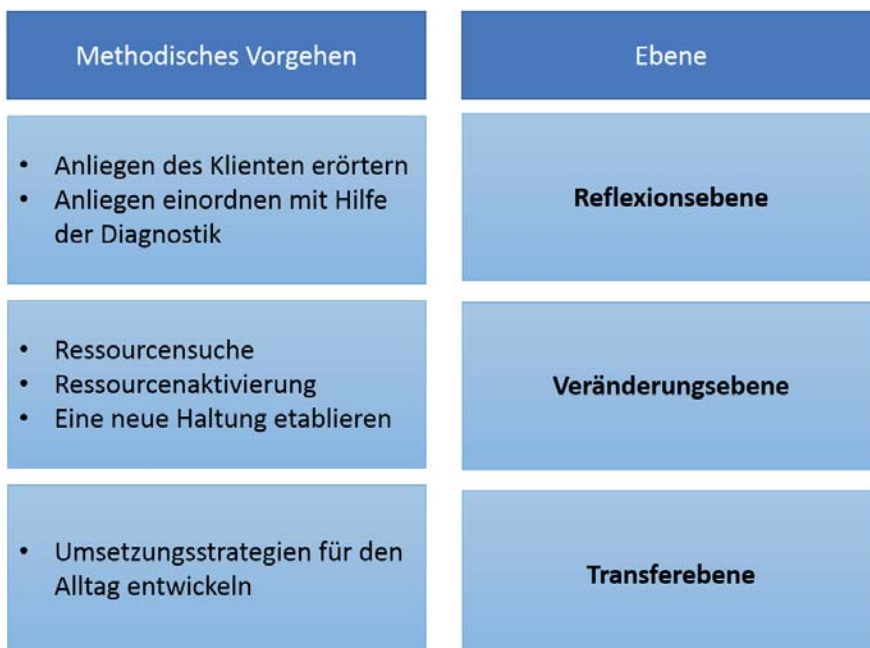 Methodisches Vorgehen
Ebene
• Anliegen des Klienten erörtern
• Anliegen einordnen mit Hilfe
der Diagnostik
Reflexionsebene
• Ressourcensuche
• Ressourcenaktivierung
• Eine neue Haltung etablieren
Veränderungsebene
• Umsetzungsstrategien für den
Alltag entwickeln
Transferebene